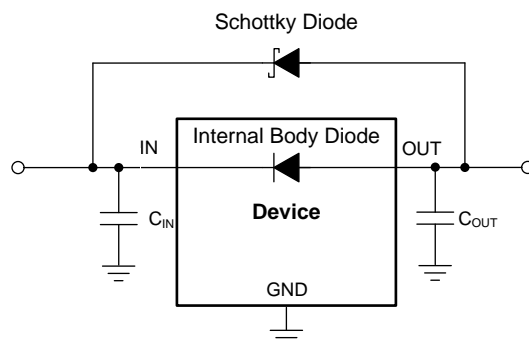 Schottky Diode
IN
Internal Body Diode
OUT
CIN
Device
COUT
GND